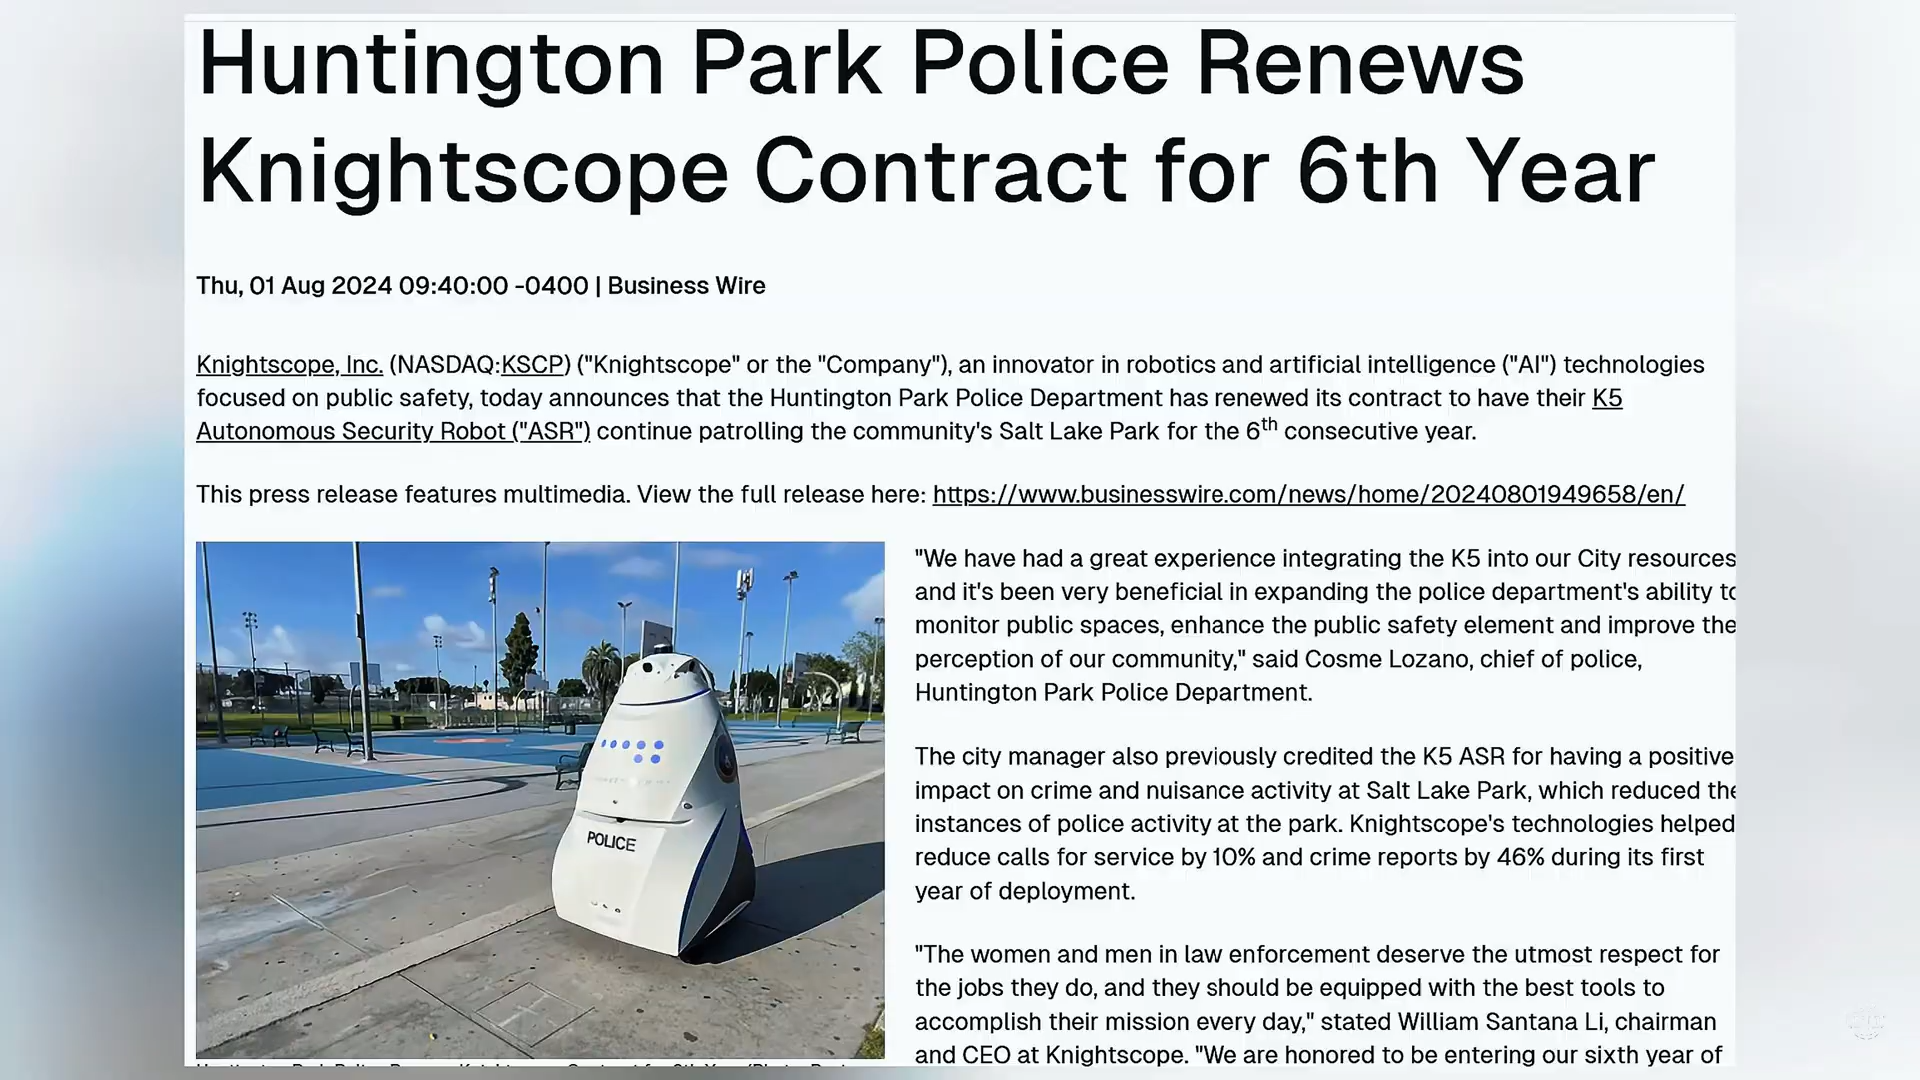 Huntington Park Police Renews
Knightscope Contract for 6th Year
Thu, 01 Aug 2024 09:40:00 -0400 | Business Wire
Knightscope, Inc. (NASDAQ:KSCP) ("Knightscope" or the "Company"), an innovator in robotics and artificial intelligence ("AI") technologies
focused on public safety, today announces that the Huntington Park Police Department has renewed its contract to have their K5
Autonomous Security Robot ("ASR") continue patrolling the community's Salt Lake Park for the 6th consecutive year.
This press release features multimedia. View the full release here: https://www.businesswire.com/news/home/20240801949658/en/
POLICE
"We have had a great experience integrating the K5 into our City resources
and it's been very beneficial in expanding the police department's ability to
monitor public spaces, enhance the public safety element and improve the
perception of our community," said Cosme Lozano, chief of police,
Huntington Park Police Department.
The city manager also previously credited the K5 ASR for having a positive
impact on crime and nuisance activity at Salt Lake Park, which reduced the
instances of police activity at the park. Knightscope's technologies helped
reduce calls for service by 10% and crime reports by 46% during its first
year of deployment.
"The women and men in law enforcement deserve the utmost respect for
the jobs they do, and they should be equipped with the best tools to
accomplish their mission every day," stated William Santana Li, chairman
and CEO at Knightscope. "We are honored to be entering our sixth year of